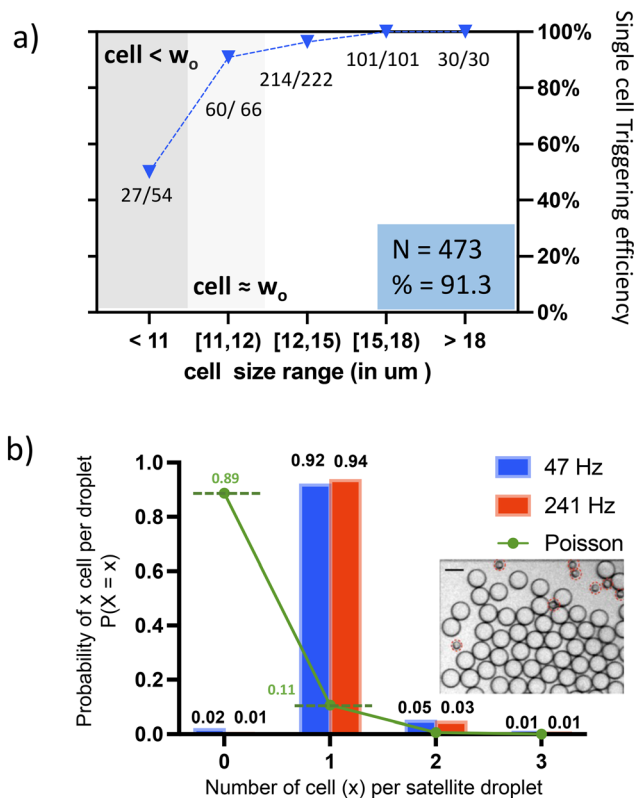 a)
cell < wo
27/54
60/ 66
214/222
101/101
30/30
cell ≈ wo
N = 473
% = 91.3
100%
80%
60%
40%
20%
0%
Single cell Triggering efficiency
< 11
[11,12)
[12,15)
[15,18)
> 18
cell size range (in um )
b)
Probability of x cell per droplet
P(X = x)
1.0
0.8
0.6
0.4
0.2
0.0
0.89
0.11
0.02
0.01
0.92
0.94
0.05
0.03
0.01
0.01
47 Hz
241 Hz
Poisson
0
1
2
3
Number of cell (x) per satellite droplet